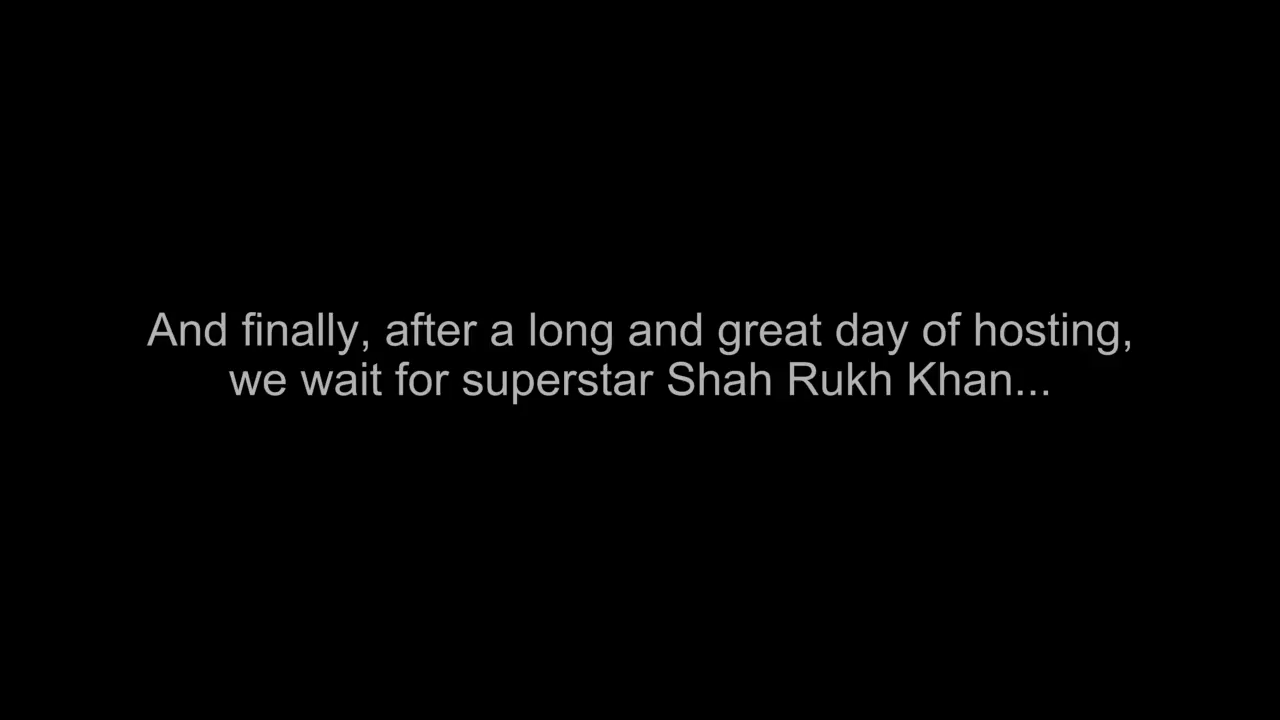 And finally, after a long and great day of hosting,
we wait for superstar Shah Rukh Khan...